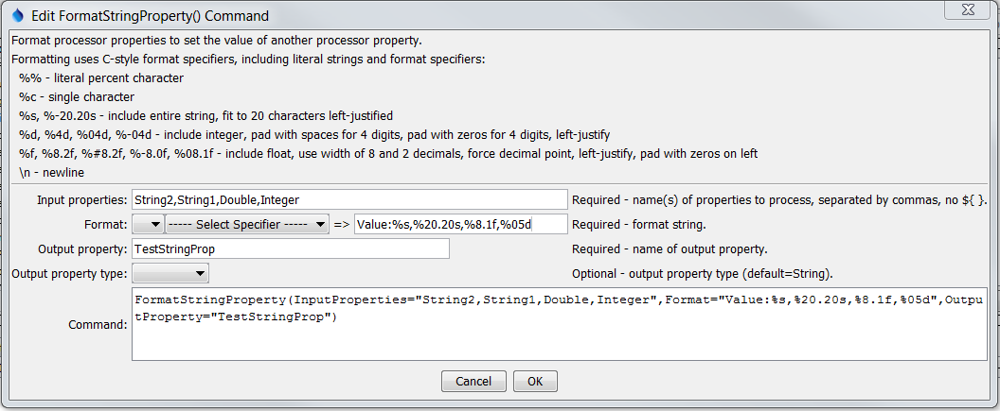 Edit FormatStringProperty() Command
Format processor properties to set the value of another processor property.
Formatting uses C-style format specifiers, including literal strings and format specifiers:
%% - literal percent character
%c - single character
%s, %-20.20s - include entire string, fit to 20 characters left-justified
%d, %4d, %04d, %-04d - include integer, pad with spaces for 4 digits, pad with zeros for 4 digits, left-justify
%f, %8.2f, %#8.2f, %-8.0f, %08.1f - include float, use width of 8 and 2 decimals, force decimal point, left-justify, pad with zeros on left
\n - newline
Input properties: String2,String1,Double,Integer Required - name(s) of properties to process, separated by commas, no ${ }.
Format: ----- Select Specifier ----- => Value:%s,%20.20s,%8.1f,%05d Required - format string.
Output property: TestStringProp Required - name of output property.
Output property type: Optional - output property type (default=String).
Command: FormatStringProperty(InputProperties="String2,String1,Double,Integer",Format="Value:%s,%20.20s,%8.1f,%05d",Outpu
tProperty="TestStringProp")
Cancel OK